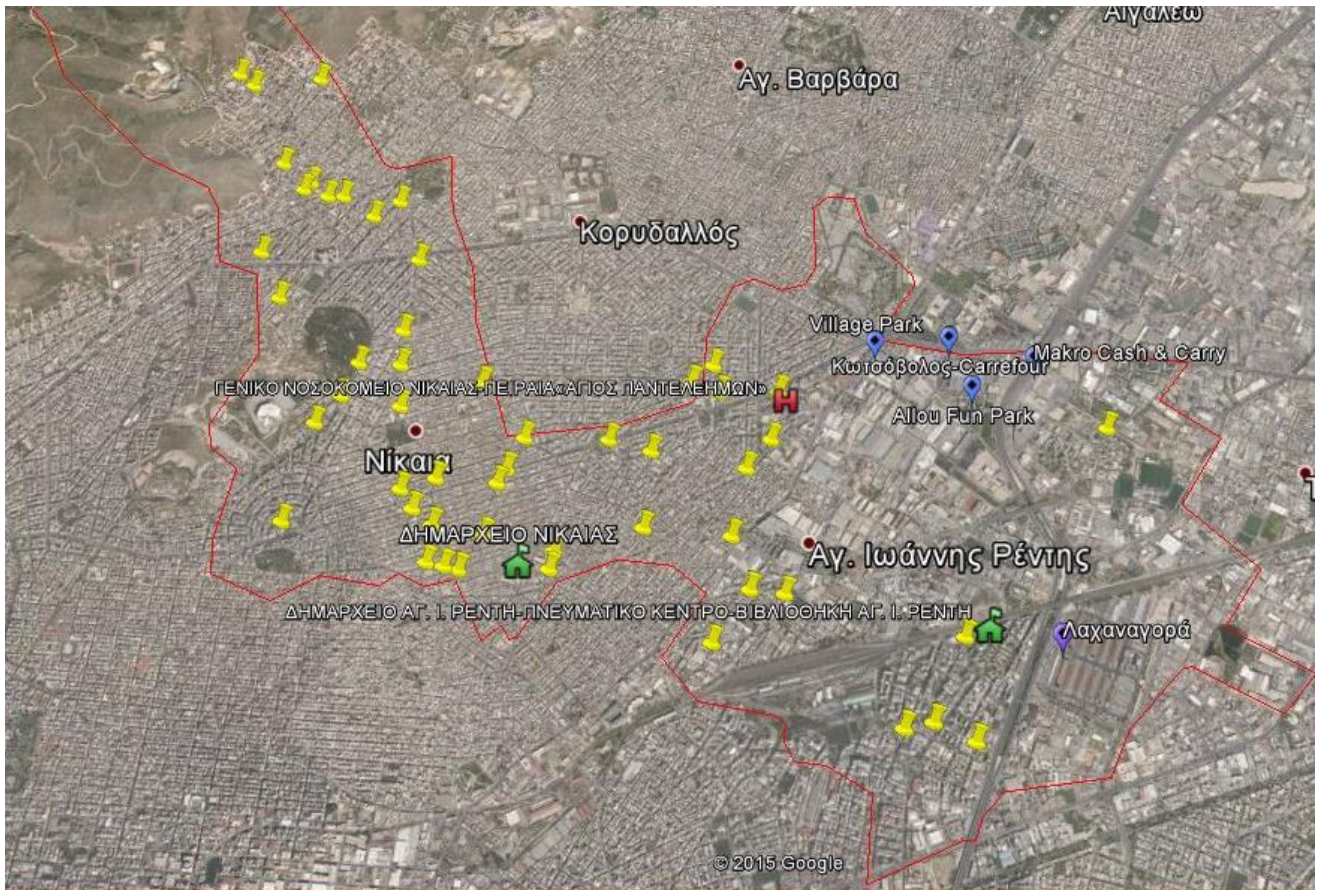 Αιγάλεω
Αγ. Βαρβάρα
Κορυδαλλός
Village Park
Κωτσόβολος-Carrefour
Makro Cash & Carry
ΓΕΝΙΚΟ ΝΟΣΟΚΟΜΕΙΟ ΝΙΚΑΙΑΣ-ΠΕΙΡΑΙΑ«ΑΓΙΟΣ ΠΑΝΤΕΛΕΗΜΩΝ»
H
Allou Fun Park
Νίκαια
ΔΗΜΑΡΧΕΙΟ ΝΙΚΑΙΑΣ
Αγ. Ιωάννης Ρέντης
ΔΗΜΑΡΧΕΙΟ ΑΓ. Ι. ΡΕΝΤΗ-ΠΝΕΥΜΑΤΙΚΟ ΚΕΝΤΡΟ-ΒΙΒΛΙΟΘΗΚΗ ΑΓ. Ι. ΡΕΝΤΗ
Λαχαναγορά
© 2015 Google